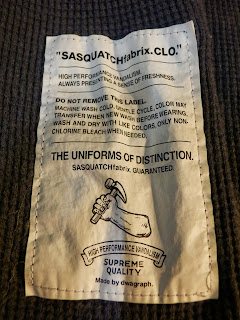 "SASQUATCHfabrix.CLO."
HIGH PERFORMANCE VANDALISM.
ALWAYS PRESENTING A SENSE OF FRESHNESS.
DO NOT REMOVE THIS LABEL.
MACHINE WASH COLD, GENTLE CYCLE, COLOR MAY
TRANSFER WHEN NEW WASH BEFORE WEARING.
WASH AND DRY WITH LIKE COLORS, ONLY NON-
CHLORINE BLEACH WHEN NEEDED.
THE UNIFORMS OF DISTINCTION.
SASQUATCHfabrix. GUARANTEED.
HIGH PERFORMANCE VANDALISM
SUPREME
QUALITY
Made by dwagraph.